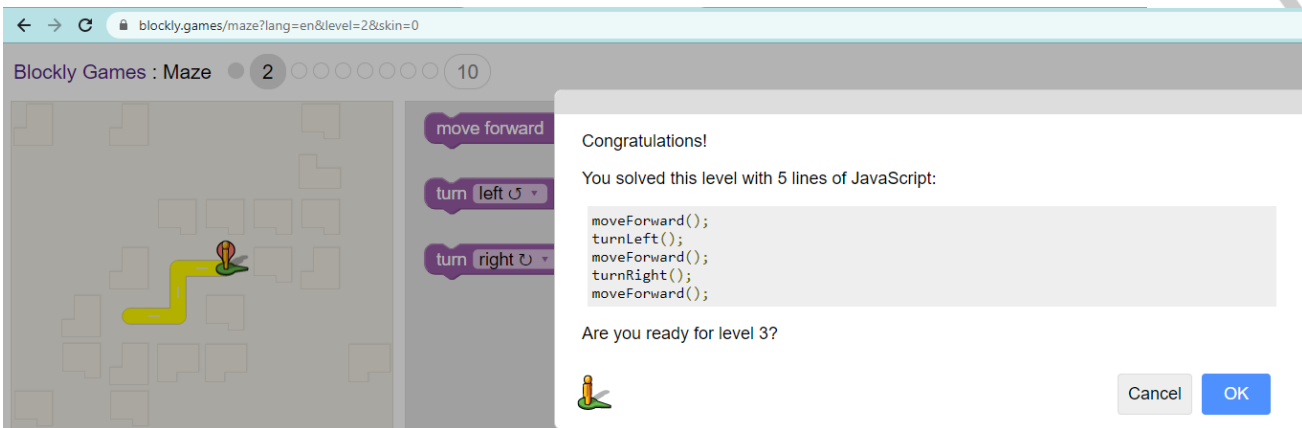 blockly.games/maze?lang=en&level=2&skin=0
Blockly Games : Maze 2 10
move forward
turn left ↺ ▾
turn right ↻ ▾
Congratulations!
You solved this level with 5 lines of JavaScript:
moveForward();
turnLeft();
moveForward();
turnRight();
moveForward();
Are you ready for level 3?
Cancel OK